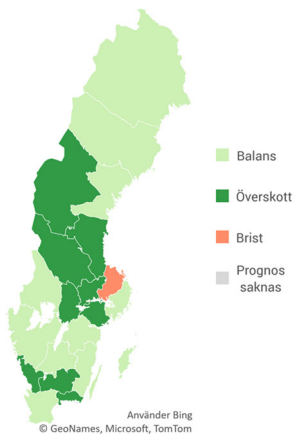 Balans
Överskott
Brist
Prognos
saknas
Använder Bing
© GeoNames, Microsoft, TomTom